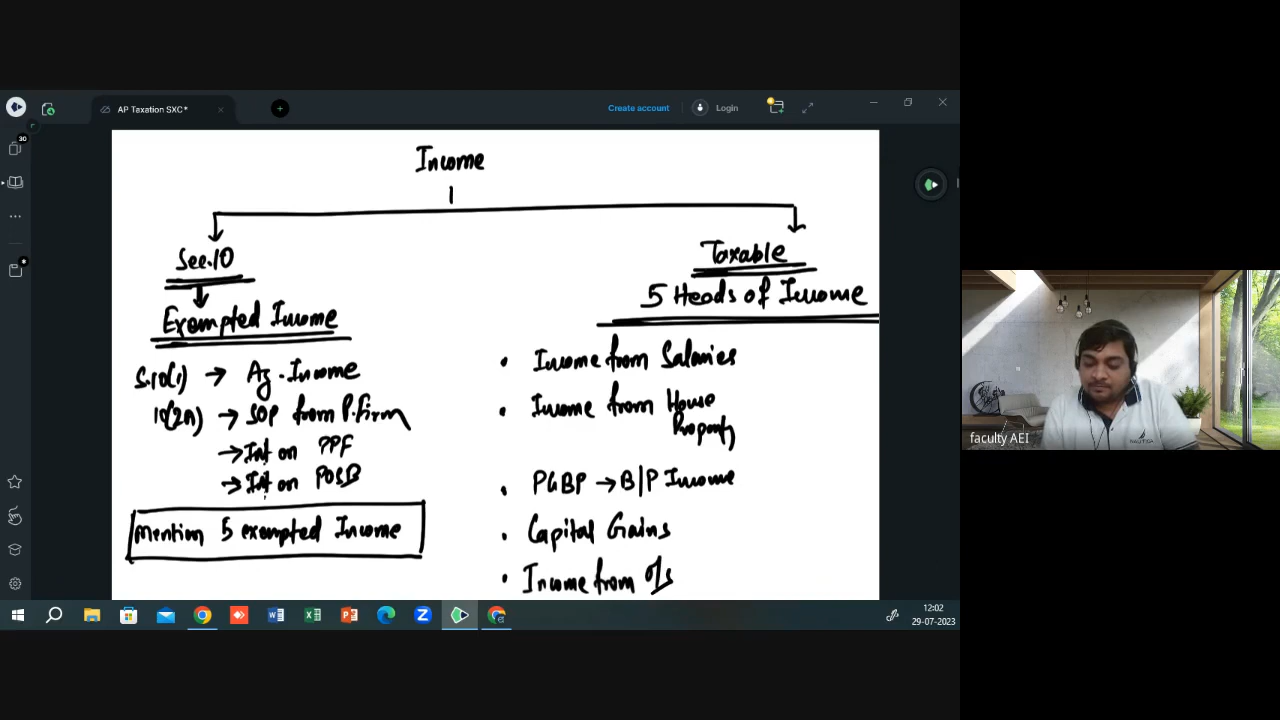 AP Taxation SXC*
Create account
Login
30
Income
Sec.10
Exempted Income
S.10(1) → Ag. Income
10(2A) → SOP from P. Firm
→ Int on PPF
→ Int on POSB
Mention 5 exempted Income
Taxable
5 Heads of Income
• Income from Salaries
• Income from House
Property
• PGBP → B/P Income
• Capital Gains
• Income from O/s
faculty AEI
NAUTICA
12:02
29-07-2023